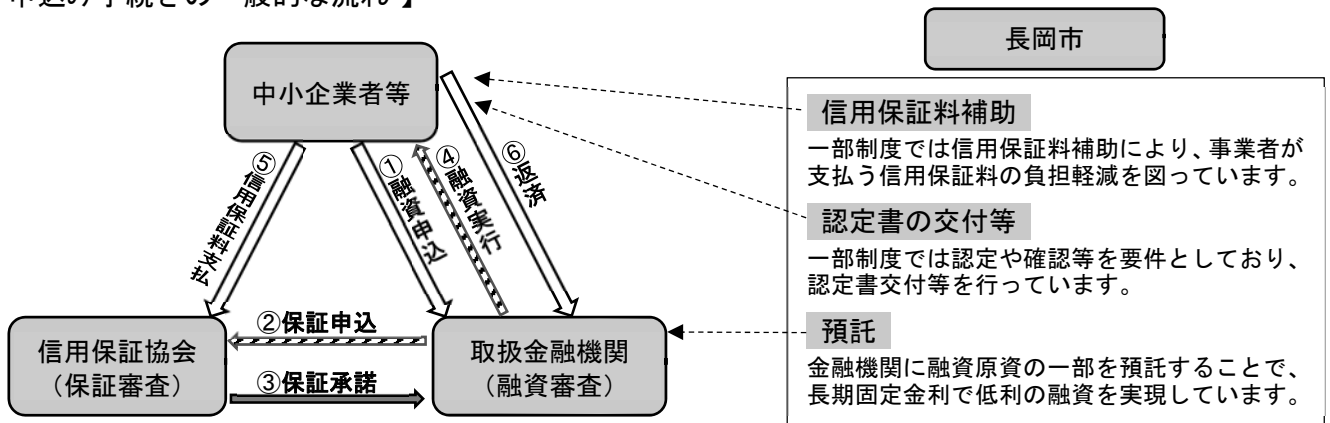 申込み手続きの一般的な流れ】
長岡市
中小企業者等
信用保証料補助
一部制度では信用保証料補助により、事業者が
支払う信用保証料の負担軽減を図っています。
認定書の交付等
一部制度では認定や確認等を要件としており、
認定書交付等を行っています。
預託
金融機関に融資原資の一部を預託することで、
長期固定金利で低利の融資を実現しています。
⑤信用保証料支払
①融資申込
④融資実行
⑥返済
②保証申込
③保証承諾
信用保証協会
（保証審査）
取扱金融機関
（融資審査）